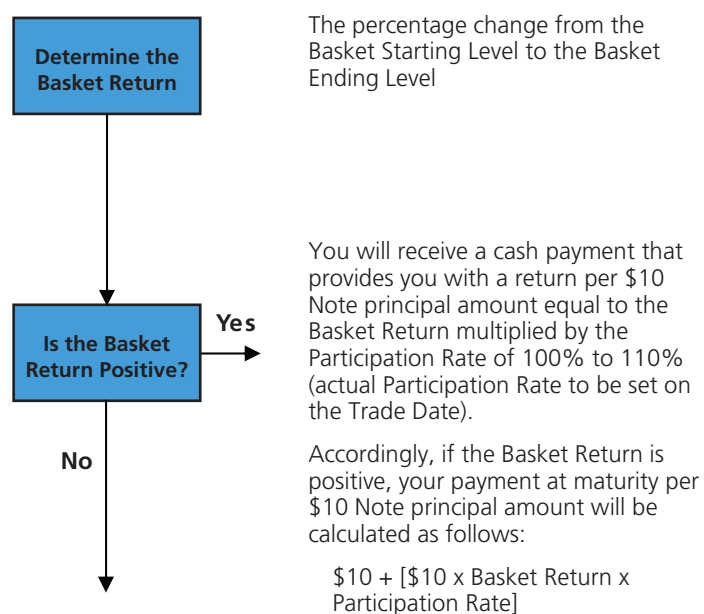 Determine the
Basket Return
The percentage change from the
Basket Starting Level to the Basket
Ending Level
Is the Basket
Return Positive?
Yes
No
You will receive a cash payment that
provides you with a return per $10
Note principal amount equal to the
Basket Return multiplied by the
Participation Rate of 100% to 110%
(actual Participation Rate to be set on
the Trade Date).
Accordingly, if the Basket Return is
positive, your payment at maturity per
$10 Note principal amount will be
calculated as follows:
$10 + [$10 x Basket Return x
Participation Rate]